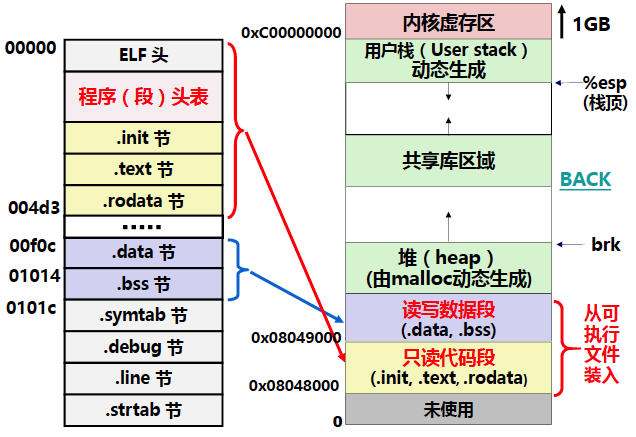 00000
ELF 头
程序（段）头表
.init 节
.text 节
.rodata 节
004d3
·····
00f0c
.data 节
01014
.bss 节
0101c
.symtab 节
.debug 节
.line 节
.strtab 节
0xC00000000
内核虚存区
1GB
用户栈（User stack）
动态生成
%esp
(栈顶)
共享库区域
BACK
brk
堆（heap）
(由malloc动态生成)
读写数据段
(.data, .bss)
0x08049000
只读代码段
(.init, .text, .rodata)
0x08048000
未使用
0
从可
执行
文件
装入